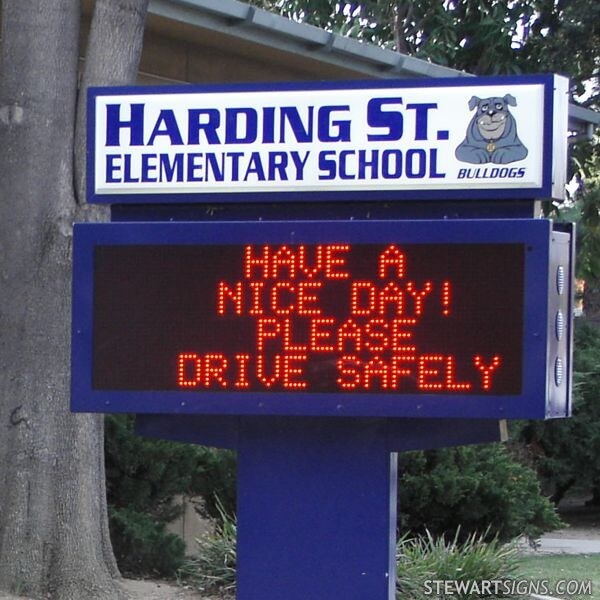 HARDING ST.
ELEMENTARY SCHOOL
BULLDOGS
HAVE A
NICE DAY!
PLEASE
DRIVE SAFELY
STEWARTSIGNS.COM